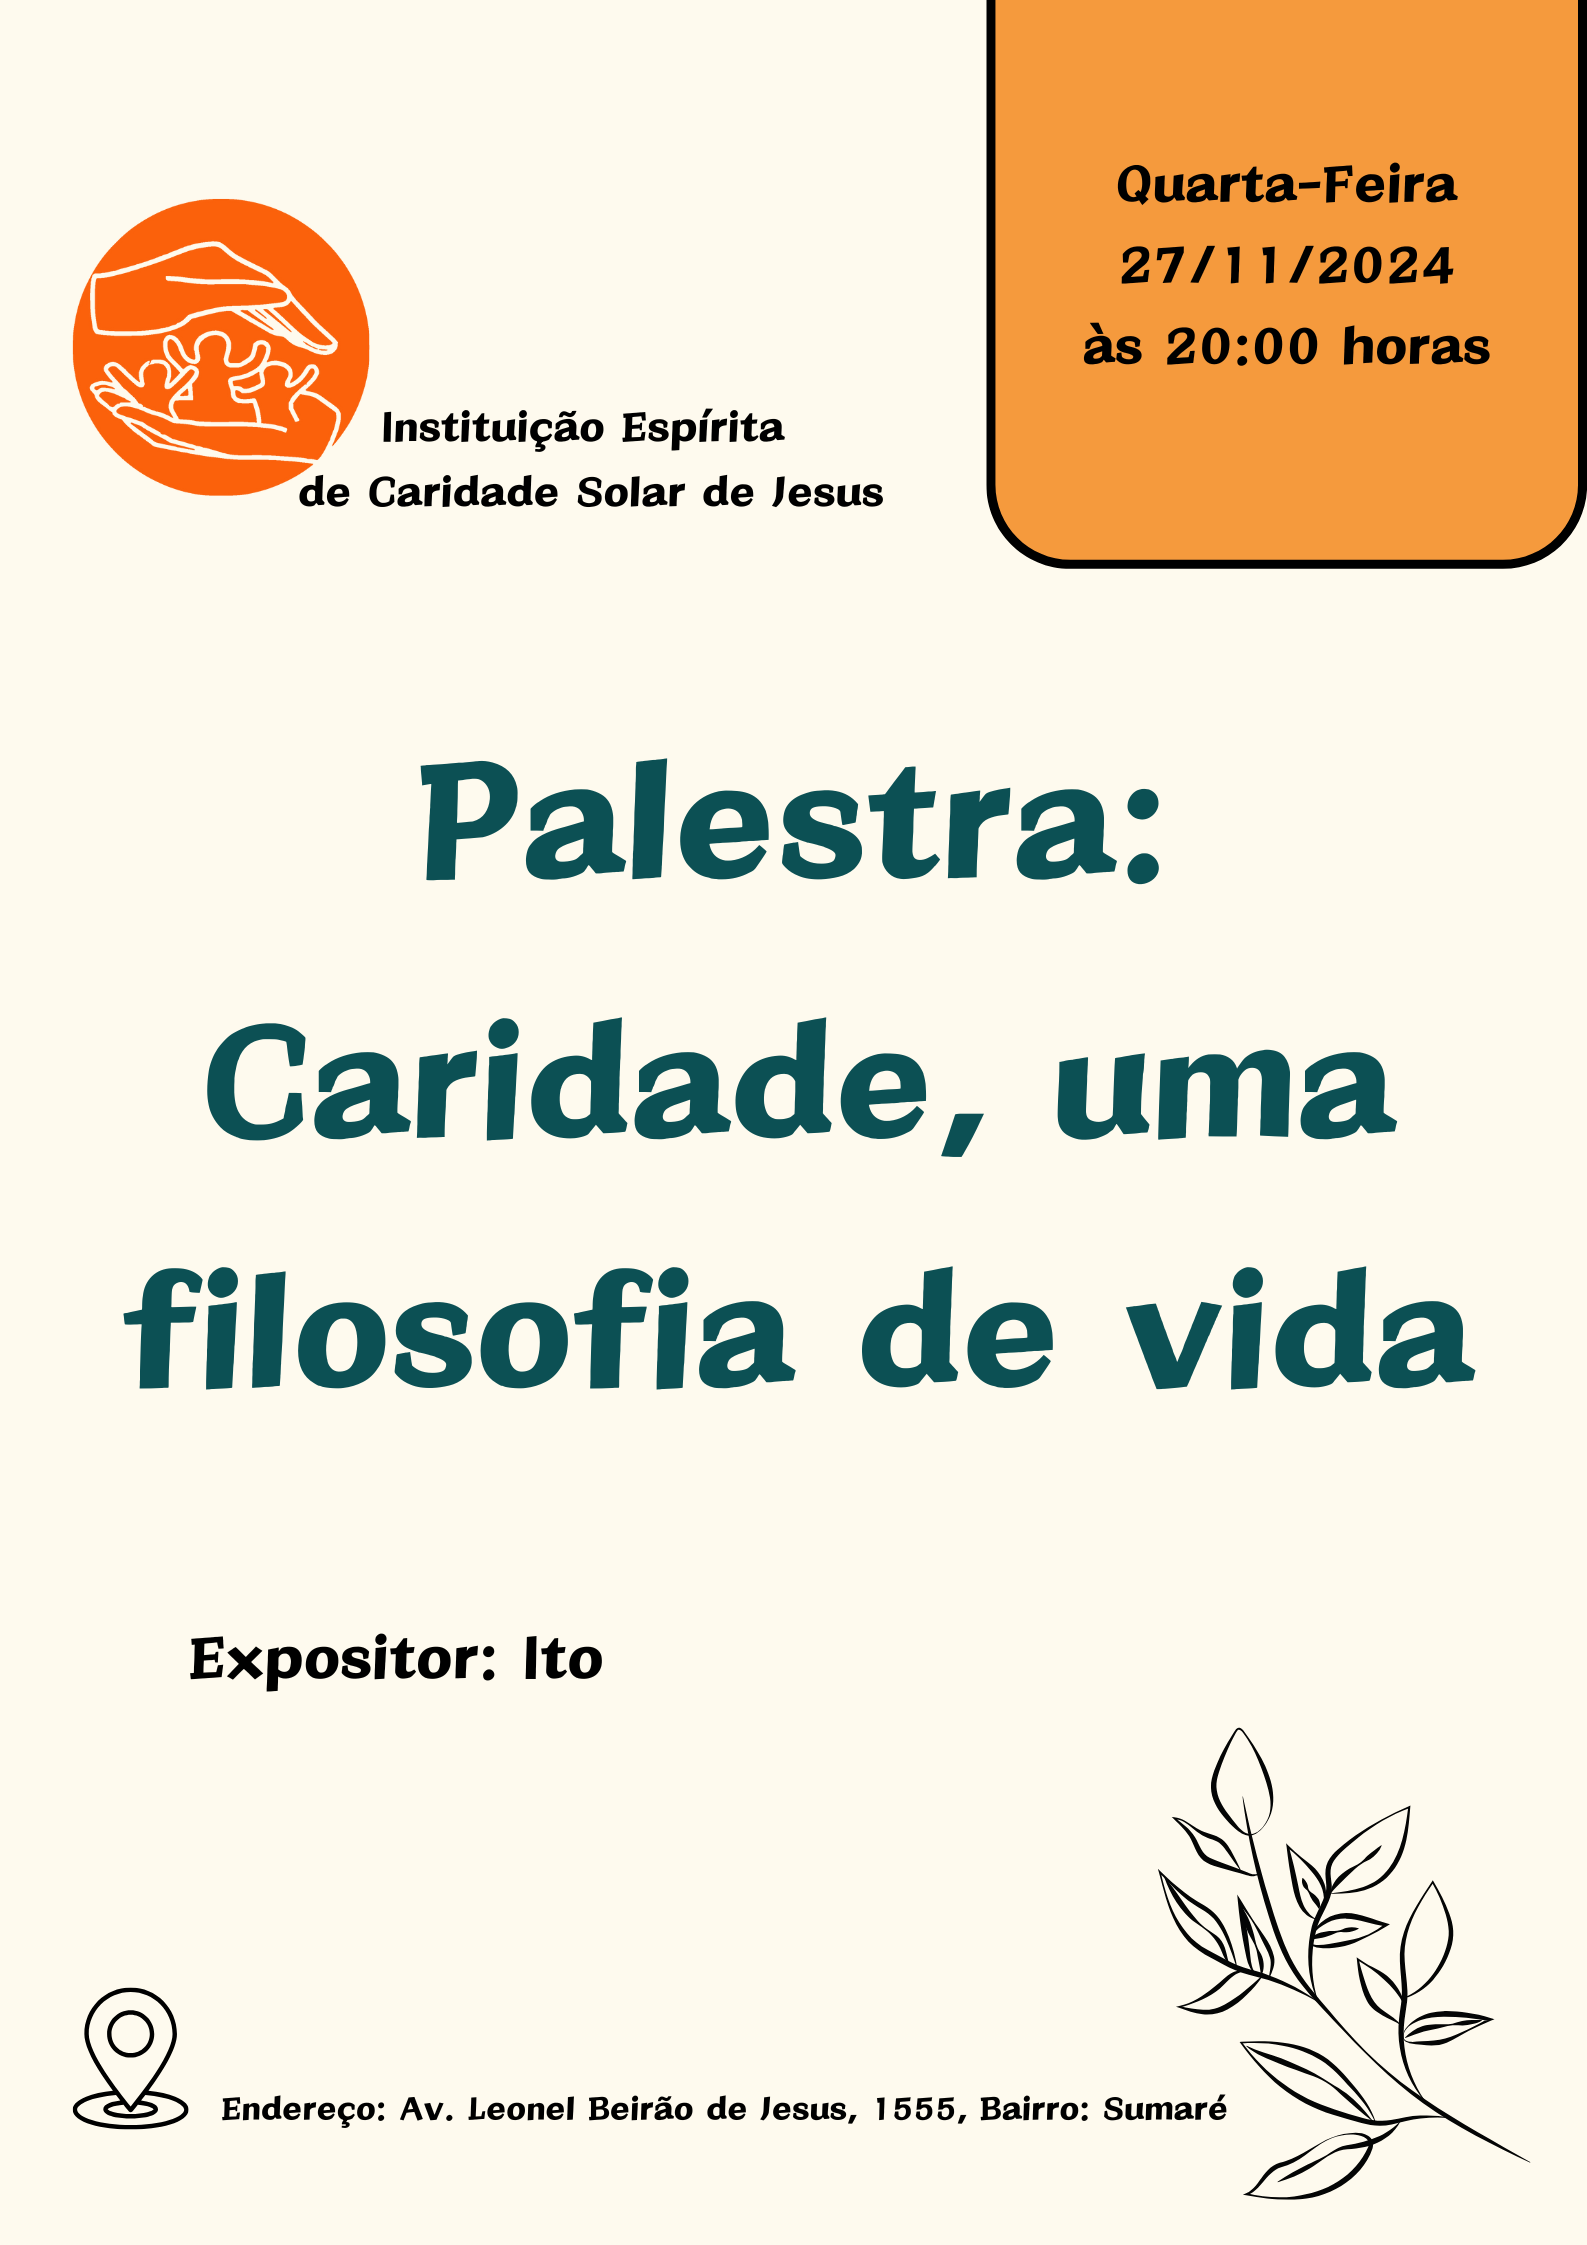 Quarta-Feira
27/11/2024
às 20:00 horas
Instituição Espírita
de Caridade Solar de Jesus
Palestra:
Caridade, uma
filosofia de vida
Expositor: Ito
Endereço: Av. Leonel Beirão de Jesus, 1555, Bairro: Sumaré